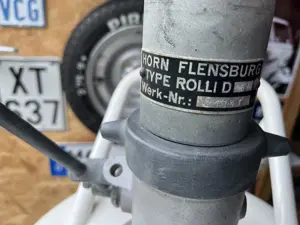 VCG
XT
637
HORN FLENSBURG
TYPE ROLLI D
Werk-Nr.: